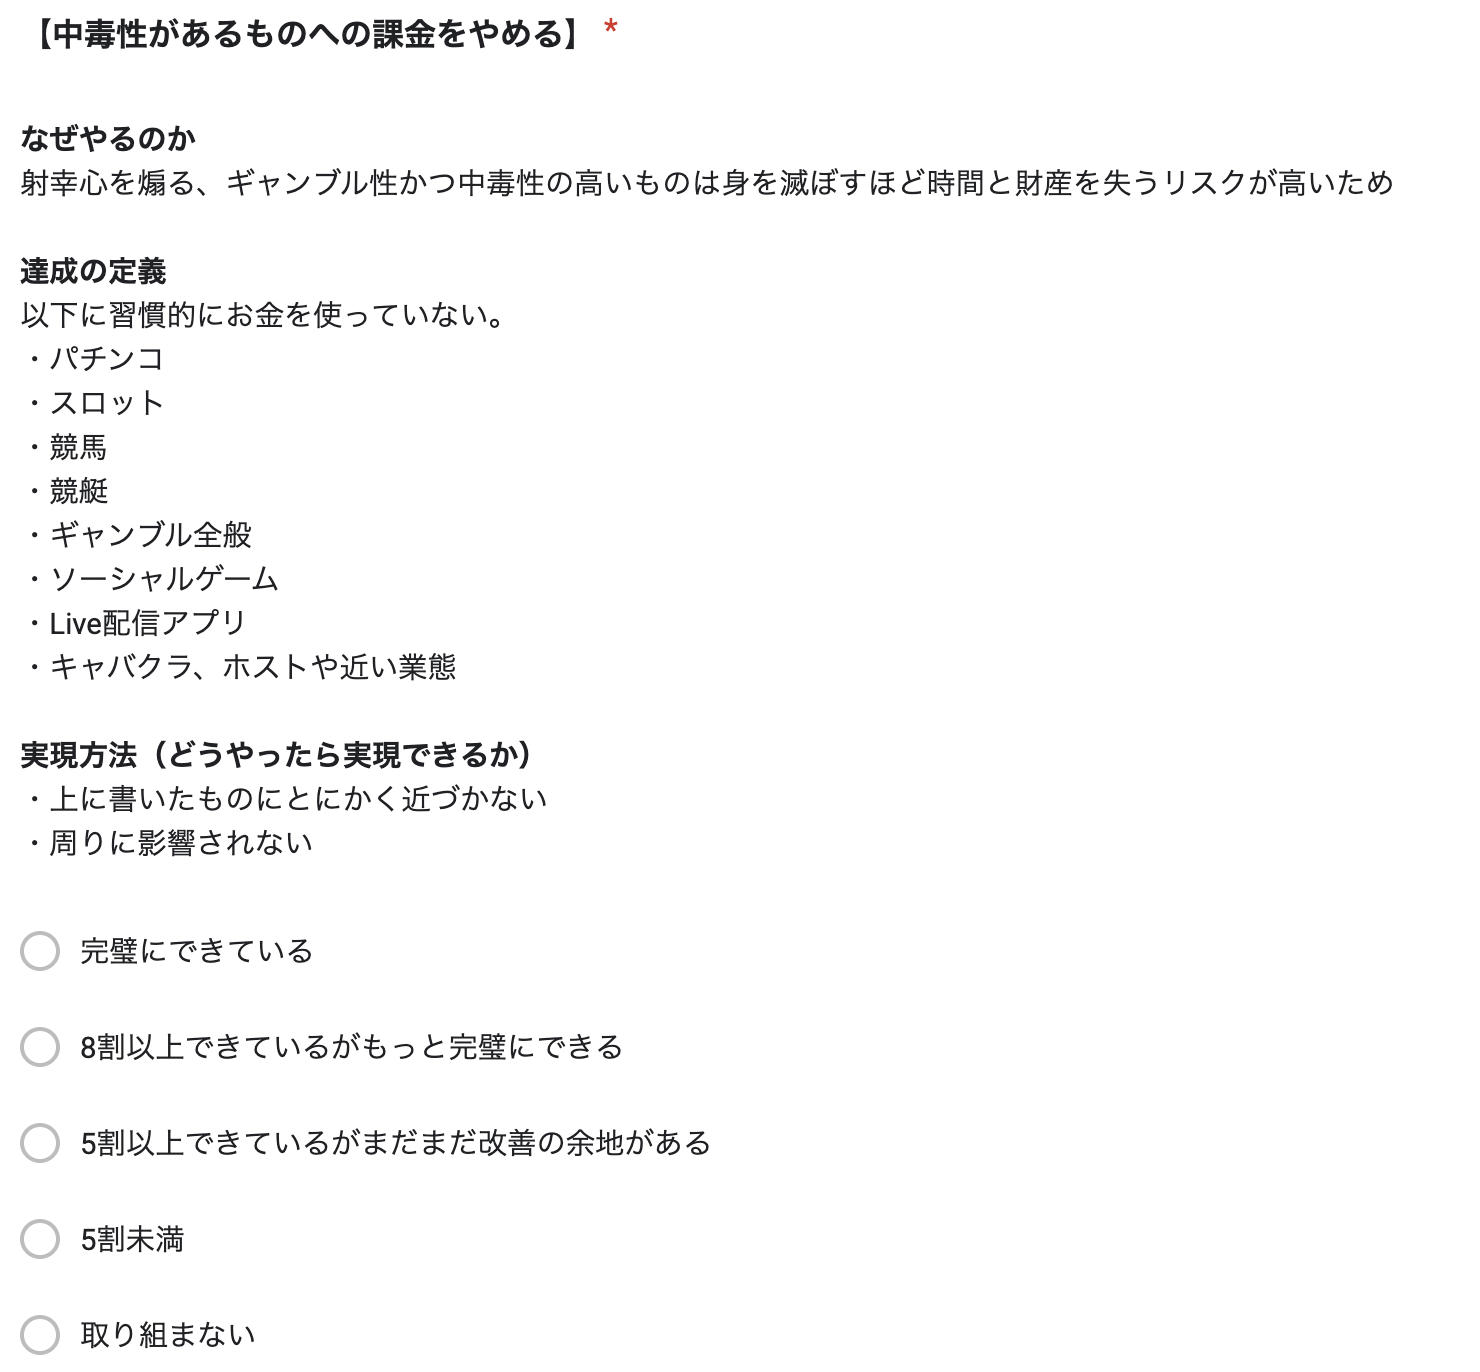 【中毒性があるものへの課金をやめる】 *
なぜやるのか
射幸心を煽る、ギャンブル性かつ中毒性の高いものは身を滅ぼすほど時間と財産を失うリスクが高いため
達成の定義
以下に習慣的にお金を使っていない。
・パチンコ
・スロット
・競馬
・競艇
・ギャンブル全般
・ソーシャルゲーム
・Live配信アプリ
・キャバクラ、ホストや近い業態
実現方法（どうやったら実現できるか）
・上に書いたものにとにかく近づかない
・周りに影響されない
完璧にできている
8割以上できているがもっと完璧にできる
5割以上できているがまだまだ改善の余地がある
5割未満
取り組まない